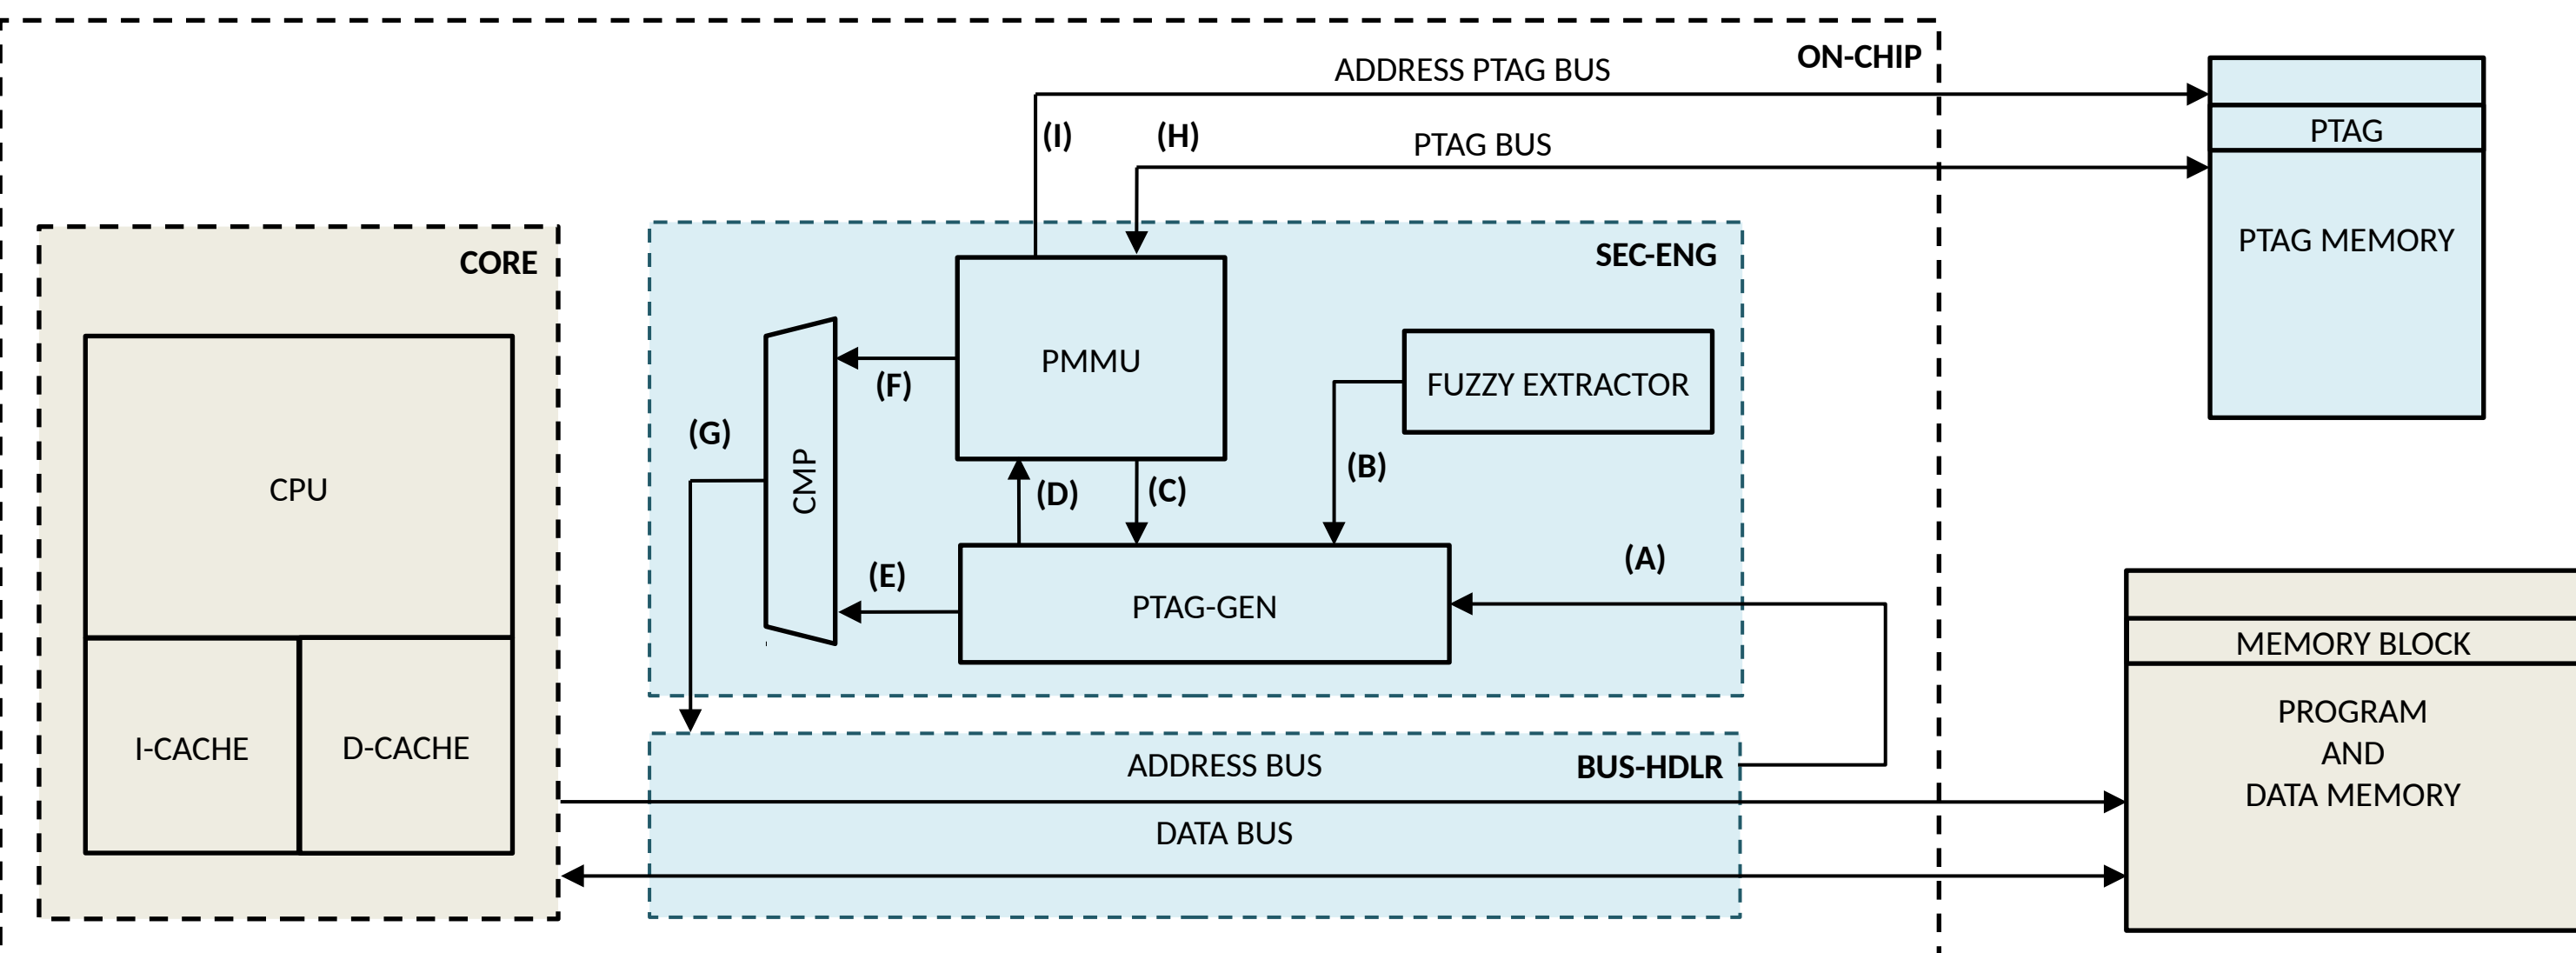 ON-CHIP
ADDRESS PTAG BUS
(I)
(H)
PTAG BUS
PTAG
PTAG MEMORY
CORE
SEC-ENG
CPU
I-CACHE
D-CACHE
PMMU
FUZZY EXTRACTOR
(F)
(G)
CMP
(D)
(C)
(B)
(E)
(A)
PTAG-GEN
MEMORY BLOCK
PROGRAM
AND
DATA MEMORY
ADDRESS BUS
BUS-HDLR
DATA BUS